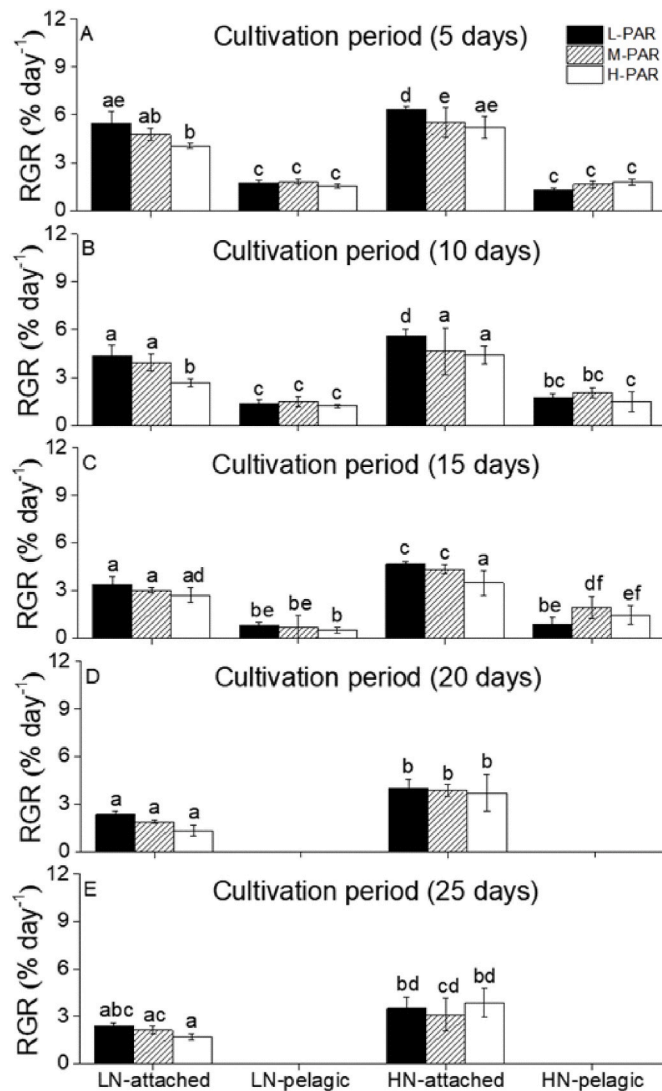 A
Cultivation period (5 days)
L-PAR
M-PAR
H-PAR
RGR (% day⁻¹)
12
9
6
3
0
ae ab b c c c d e ae c c c
B
Cultivation period (10 days)
RGR (% day⁻¹)
12
9
6
3
0
a a b c c c d a a bc bc c
C
Cultivation period (15 days)
RGR (% day⁻¹)
12
9
6
3
0
a a ad be be b c c a be df ef
D
Cultivation period (20 days)
RGR (% day⁻¹)
12
9
6
3
0
a a a b b b
E
Cultivation period (25 days)
RGR (% day⁻¹)
12
9
6
3
0
abc ac a bd cd bd
LN-attached LN-pelagic HN-attached HN-pelagic